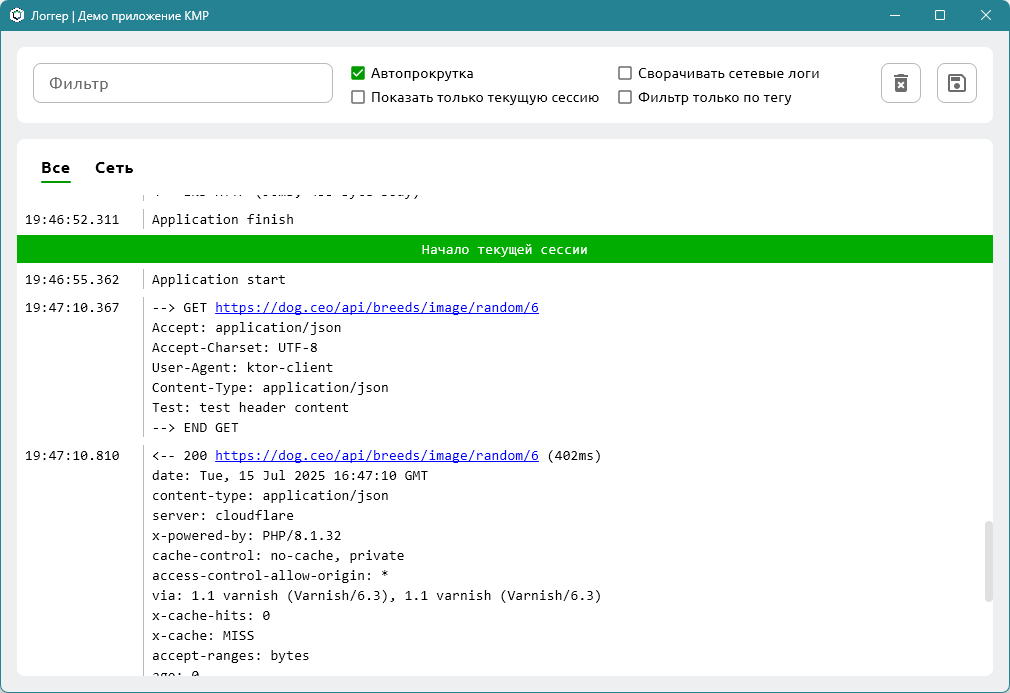 Логгер | Демо приложение KMP
Фильтр
Автопрокрутка
Показать только текущую сессию
Сворачивать сетевые логи
Фильтр только по тегу
Все Сеть
19:46:52.311 Application finish
Начало текущей сессии
19:46:55.362 Application start
19:47:10.367 --> GET https://dog.ceo/api/breeds/image/random/6
Accept: application/json
Accept-Charset: UTF-8
User-Agent: ktor-client
Content-Type: application/json
Test: test header content
--> END GET
19:47:10.810 <-- 200 https://dog.ceo/api/breeds/image/random/6 (402ms)
date: Tue, 15 Jul 2025 16:47:10 GMT
content-type: application/json
server: cloudflare
x-powered-by: PHP/8.1.32
cache-control: no-cache, private
access-control-allow-origin: *
via: 1.1 varnish (Varnish/6.3), 1.1 varnish (Varnish/6.3)
x-cache-hits: 0
x-cache: MISS
accept-ranges: bytes
age: 0